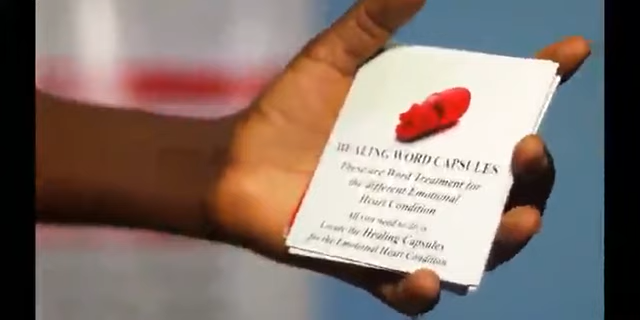 HEALING WORD CAPSULES
These are Word Treatment for
the different Emotional
Heart Condition
All you need to do is
Locate the Healing Capsules
for the Emotional Heart Condition